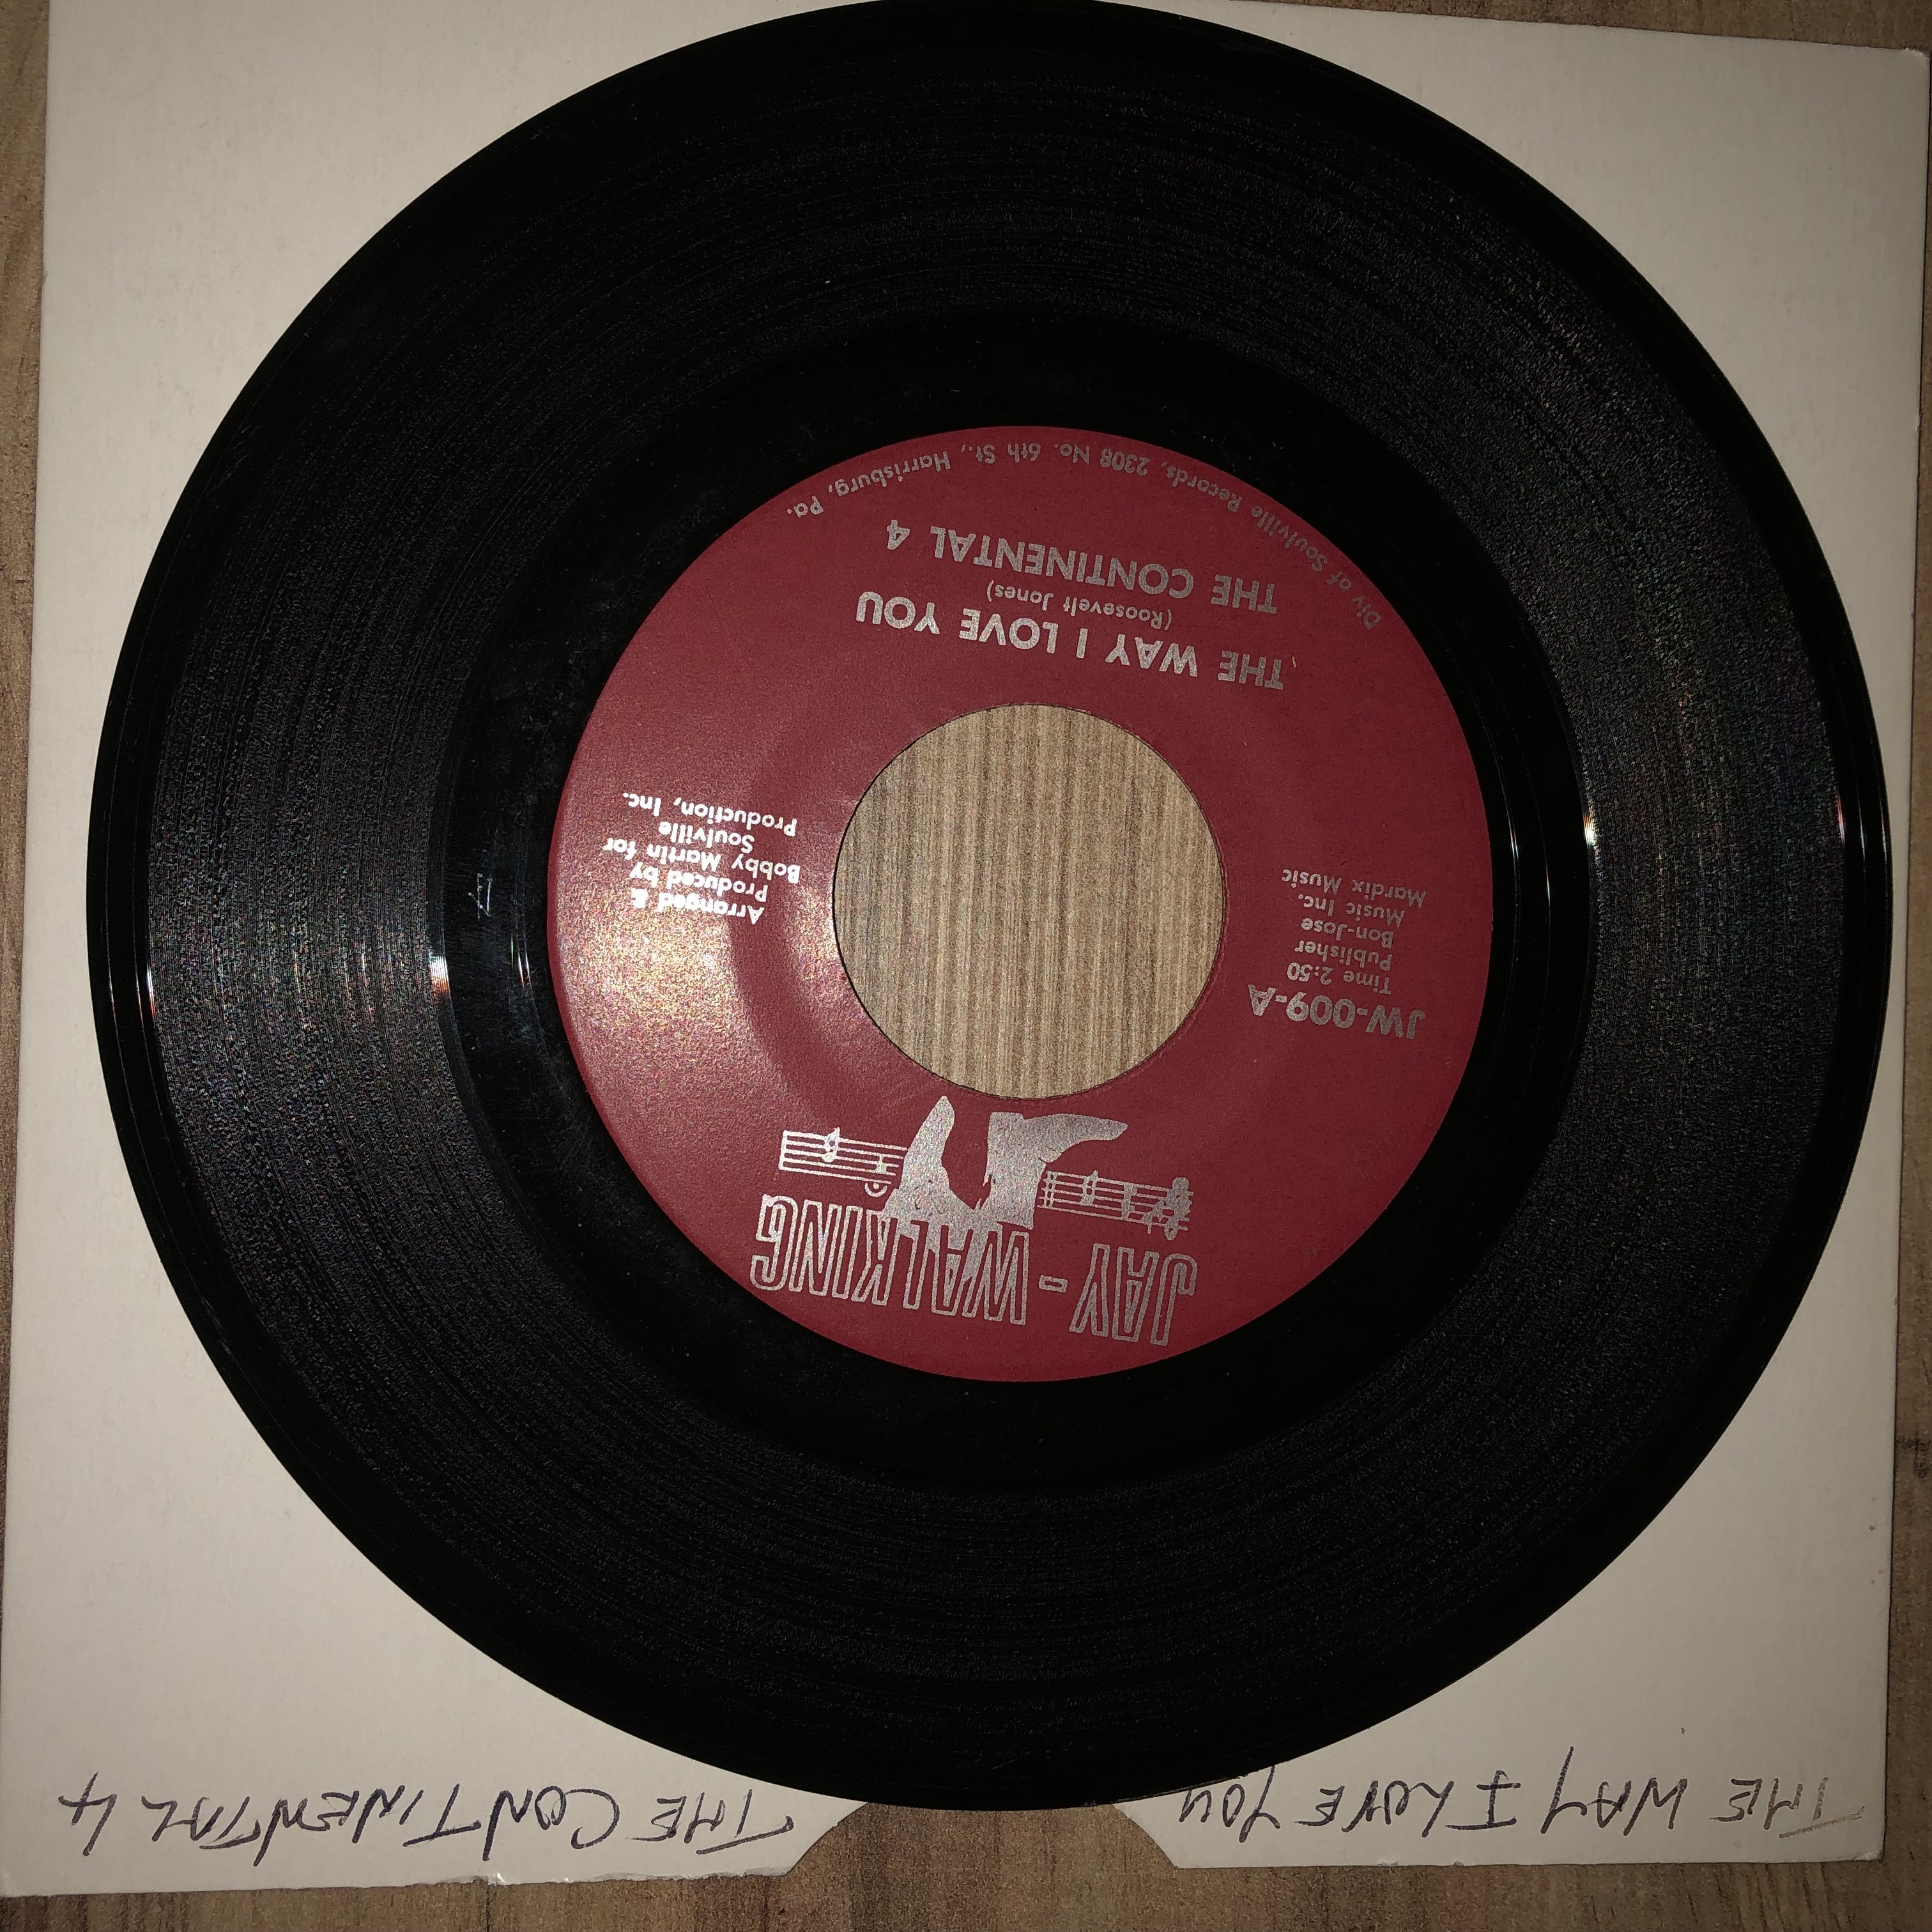 JAY-WALKING
JW-009-A
Time 2:50
Publisher
Bon-Jose
Music Inc.
Mardix Music
Arranged &
Produced by
Bobby Martin for
Soulville
Production, Inc.
THE WAY I LOVE YOU
(Roosevelt Jones)
THE CONTINENTAL 4
Div of Soulville Records, 2308 No. 6th St., Harrisburg, Pa.
THE WAY I LOVE YOU
THE CONTINENTAL 4